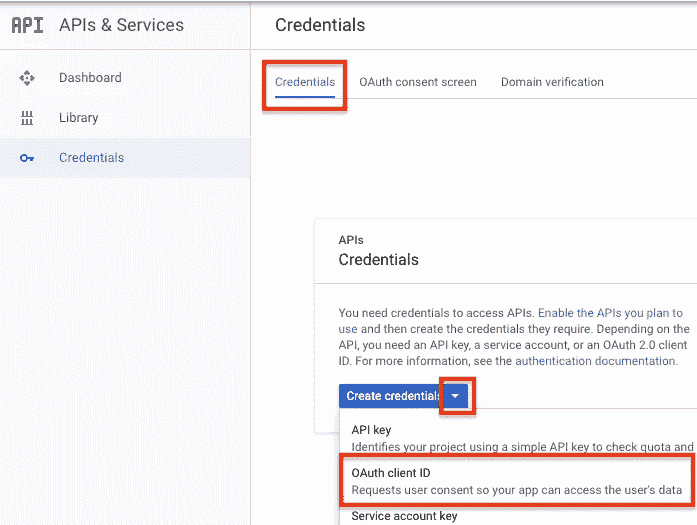 API APIs & Services
Credentials
Dashboard
Library
Credentials
Credentials OAuth consent screen Domain verification
APIs
Credentials
You need credentials to access APIs. Enable the APIs you plan to
use and then create the credentials they require. Depending on the
API, you need an API key, a service account, or an OAuth 2.0 client
ID. For more information, see the authentication documentation.
Create credentials
API key
Identifies your project using a simple API key to check quota and
OAuth client ID
Requests user consent so your app can access the user's data
Service account key